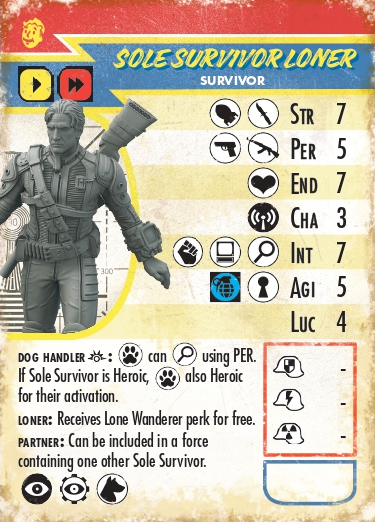 SOLE SURVIVOR LONER
SURVIVOR
STR 7
PER 5
END 7
CHA 3
INT 7
AGI 5
LUC 4
300
DOG HANDLER : can using PER.
If Sole Survivor is Heroic, also Heroic
for their activation.
LONER: Receives Lone Wanderer perk for free.
PARTNER: Can be included in a force
containing one other Sole Survivor.
-
-
-